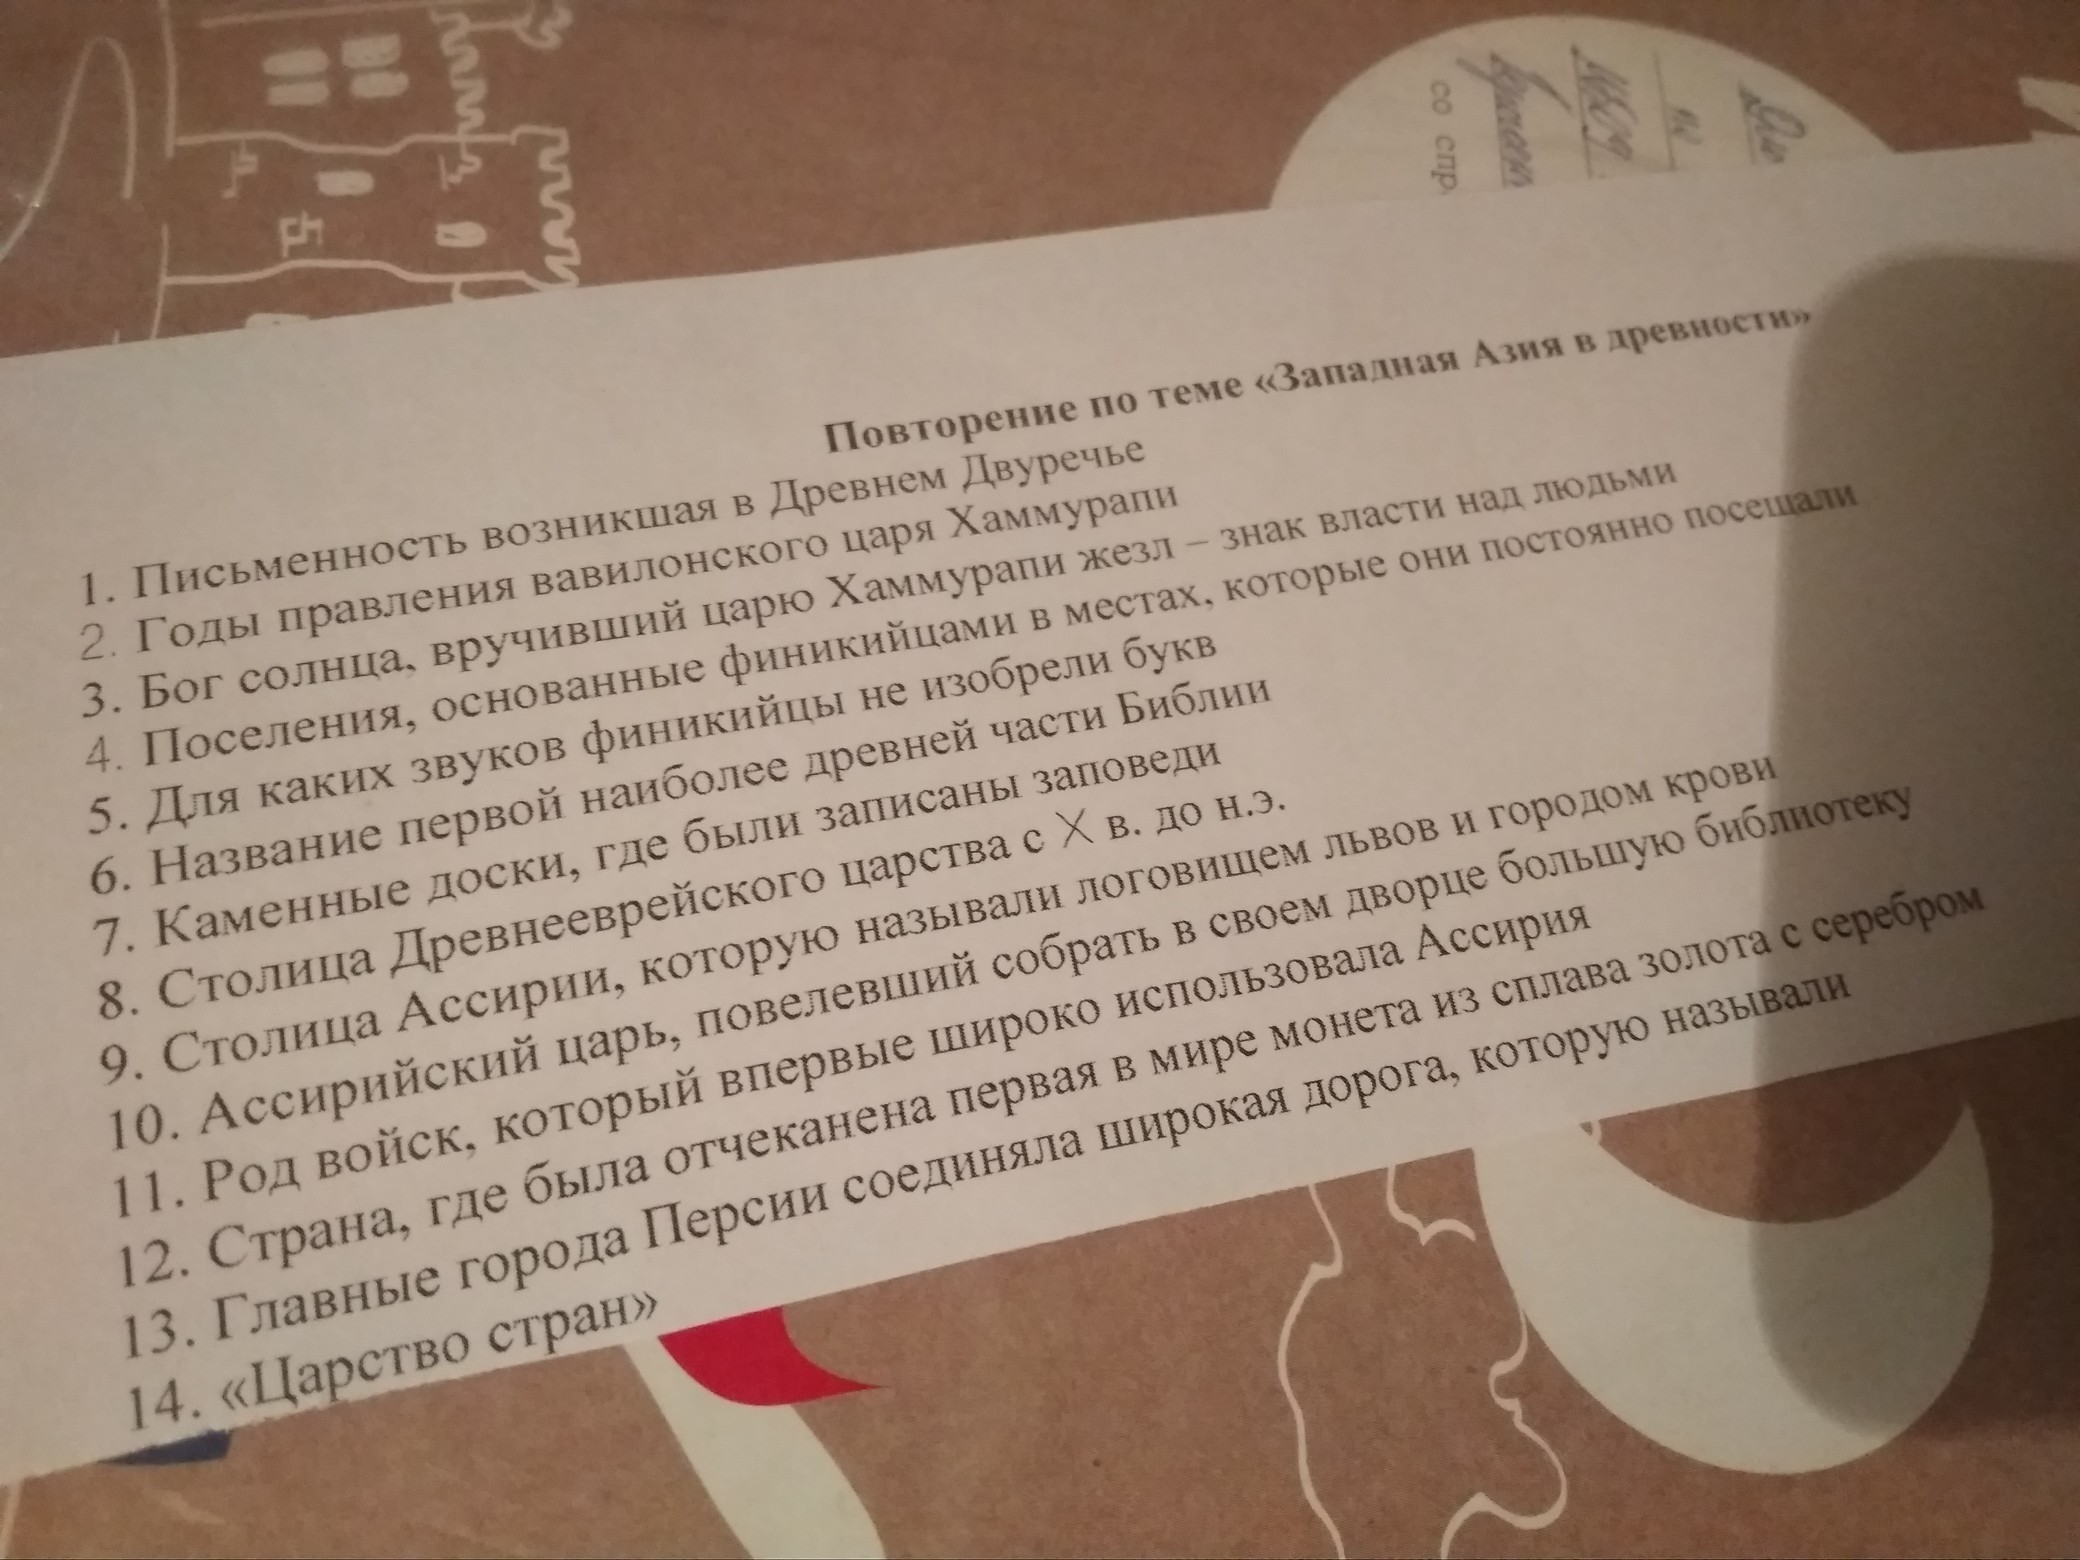 со спр
Повторение по теме «Западная Азия в древности»
1. Письменность возникшая в Древнем Двуречье
2. Годы правления вавилонского царя Хаммурапи
3. Бог солнца, вручивший царю Хаммурапи жезл – знак власти над людьми
4. Поселения, основанные финикийцами в местах, которые они постоянно посещали
5. Для каких звуков финикийцы не изобрели букв
6. Название первой наиболее древней части Библии
7. Каменные доски, где были записаны заповеди
8. Столица Древнееврейского царства с X в. до н.э.
9. Столица Ассирии, которую называли логовищем львов и городом крови
10. Ассирийский царь, повелевший собрать в своем дворце большую библиотеку
11. Род войск, который впервые широко использовала Ассирия
12. Страна, где была отчеканена первая в мире монета из сплава золота с серебром
13. Главные города Персии соединяла широкая дорога, которую называли
14. «Царство стран»